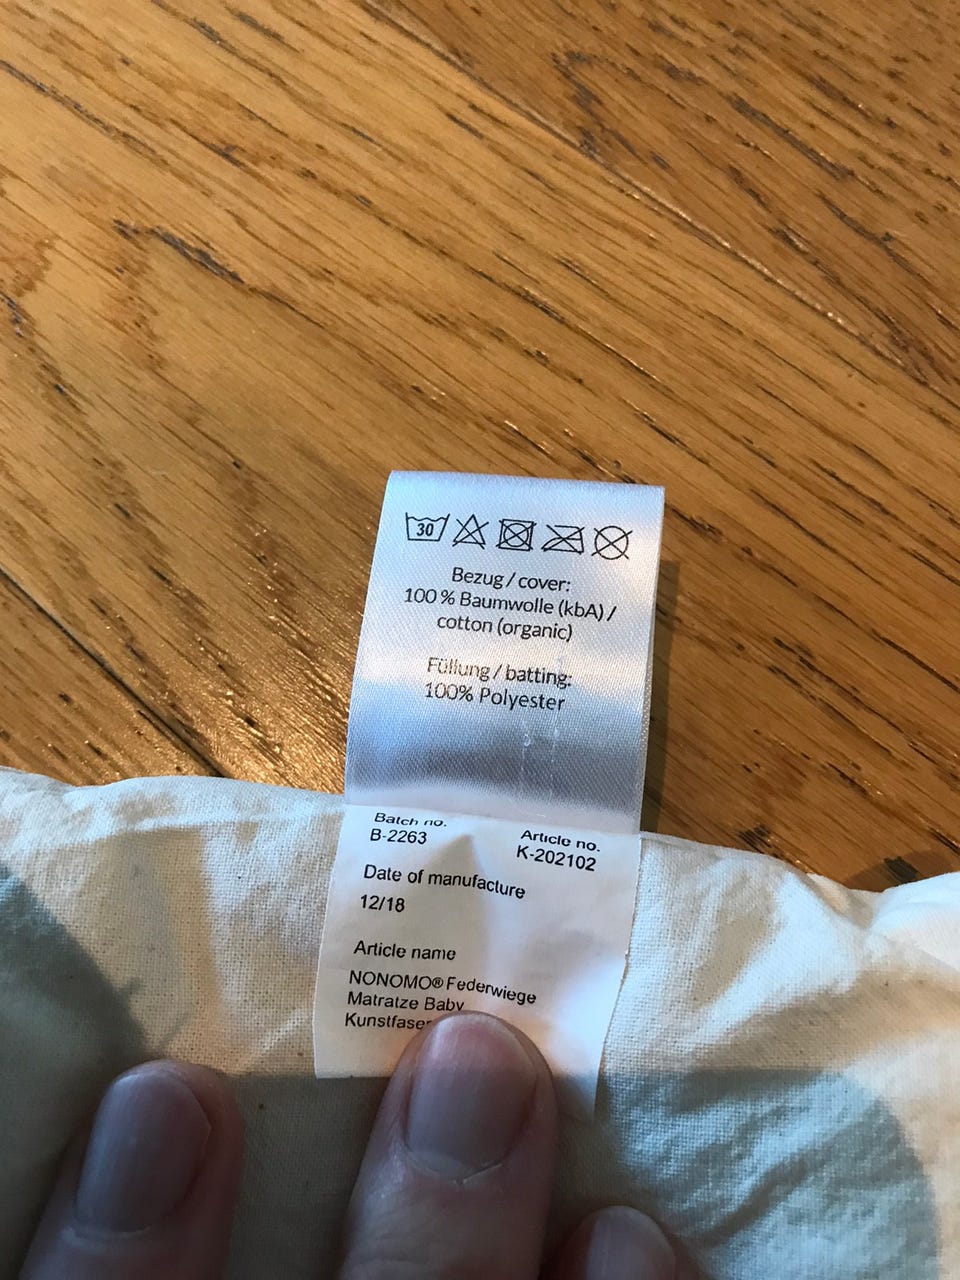 30
Bezug / cover:
100 % Baumwolle (kbA) /
cotton (organic)
Füllung / batting:
100% Polyester
Batch no.
B-2263
Article no.
K-202102
Date of manufacture
12/18
Article name
NONOMO® Federwiege
Matratze Baby
Kunstfaser